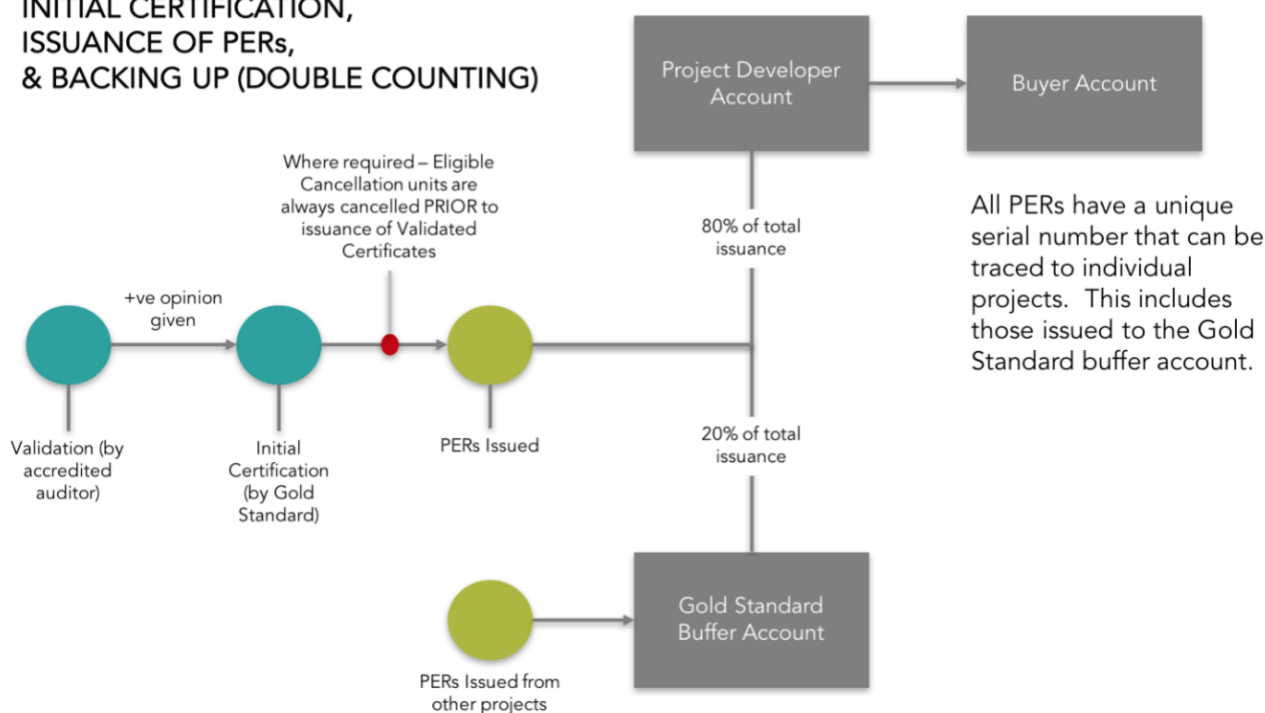 INITIAL CERTIFICATION,
ISSUANCE OF PERs,
& BACKING UP (DOUBLE COUNTING)
Project Developer
Account
Buyer Account
Where required – Eligible
Cancellation units are
always cancelled PRIOR to
issuance of Validated
Certificates
All PERs have a unique
serial number that can be
traced to individual
projects.  This includes
those issued to the Gold
Standard buffer account.
80% of total
issuance
+ve opinion
given
Validation (by
accredited
auditor)
Initial
Certification
(by Gold
Standard)
PERs Issued
20% of total
issuance
Gold Standard
Buffer Account
PERs Issued from
other projects